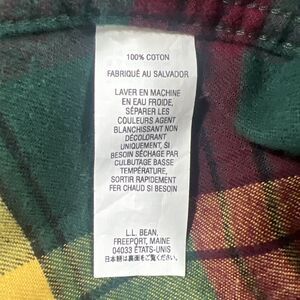 100% COTON
FABRIQUÉ AU SALVADOR
LAVER EN MACHINE
EN EAU FROIDE,
SÉPARER LES
COULEURS AGENT
BLANCHISSANT NON
DÉCOLORANT
UNIQUEMENT, SI
BESOIN SÉCHAGE PAR
CULBUTAGE BASSE
TEMPÉRATURE,
SORTIR RAPIDEMENT
FER CHAUD SI BESOIN
L.L. BEAN,
FREEPORT, MAINE
04033 ÉTATS-UNIS
日本語は裏面をご覧ください